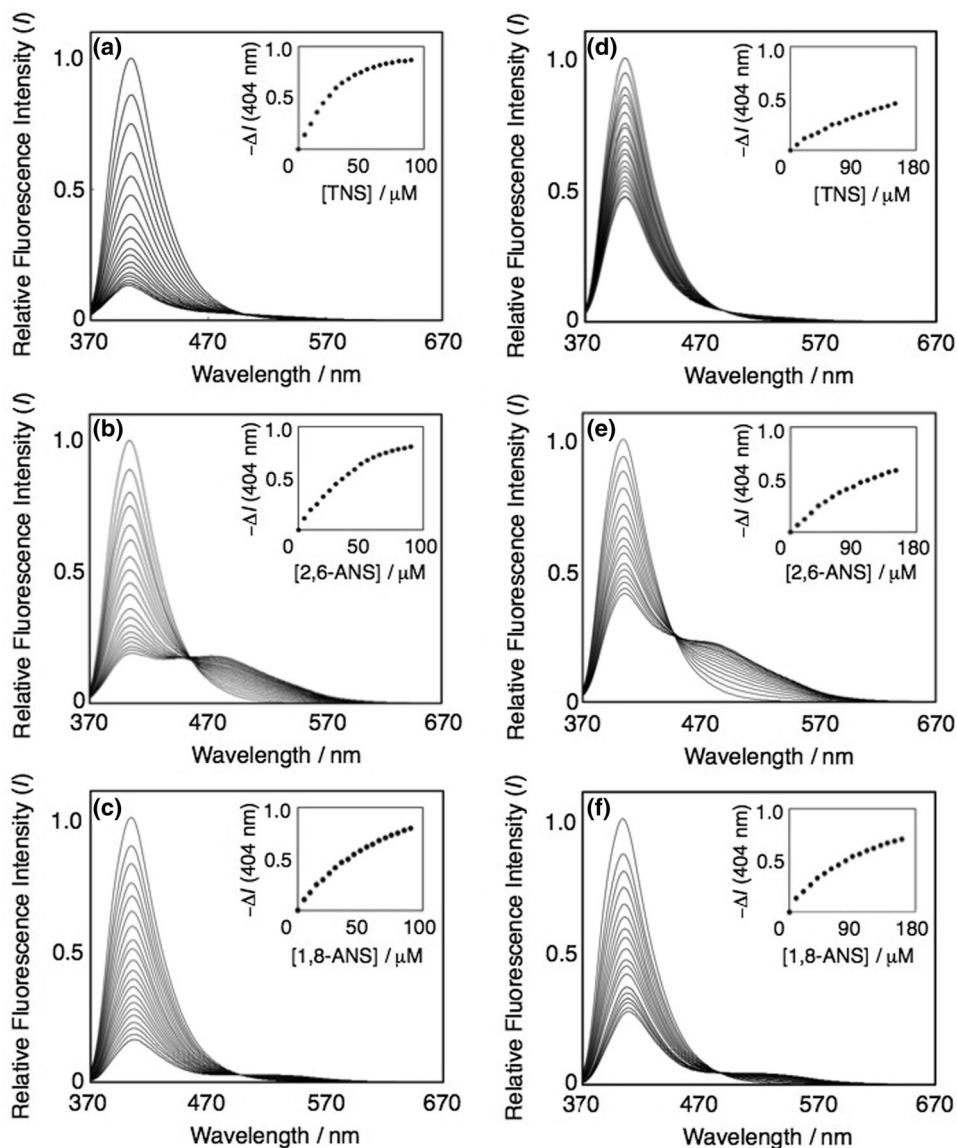 (a)
Relative Fluorescence Intensity (I)
1.0
0.5
0
370
470
570
670
Wavelength / nm
−ΔI (404 nm)
1.0
0.5
0
50
100
[TNS] / μM
(d)
Relative Fluorescence Intensity (I)
1.0
0.5
0
370
470
570
670
Wavelength / nm
−ΔI (404 nm)
1.0
0.5
0
90
180
[TNS] / μM
(b)
Relative Fluorescence Intensity (I)
1.0
0.5
0
370
470
570
670
Wavelength / nm
−ΔI (404 nm)
1.0
0.5
0
50
100
[2,6-ANS] / μM
(e)
Relative Fluorescence Intensity (I)
1.0
0.5
0
370
470
570
670
Wavelength / nm
−ΔI (404 nm)
1.0
0.5
0
90
180
[2,6-ANS] / μM
(c)
Relative Fluorescence Intensity (I)
1.0
0.5
0
370
470
570
670
Wavelength / nm
−ΔI (404 nm)
1.0
0.5
0
50
100
[1,8-ANS] / μM
(f)
Relative Fluorescence Intensity (I)
1.0
0.5
0
370
470
570
670
Wavelength / nm
−ΔI (404 nm)
1.0
0.5
0
90
180
[1,8-ANS] / μM